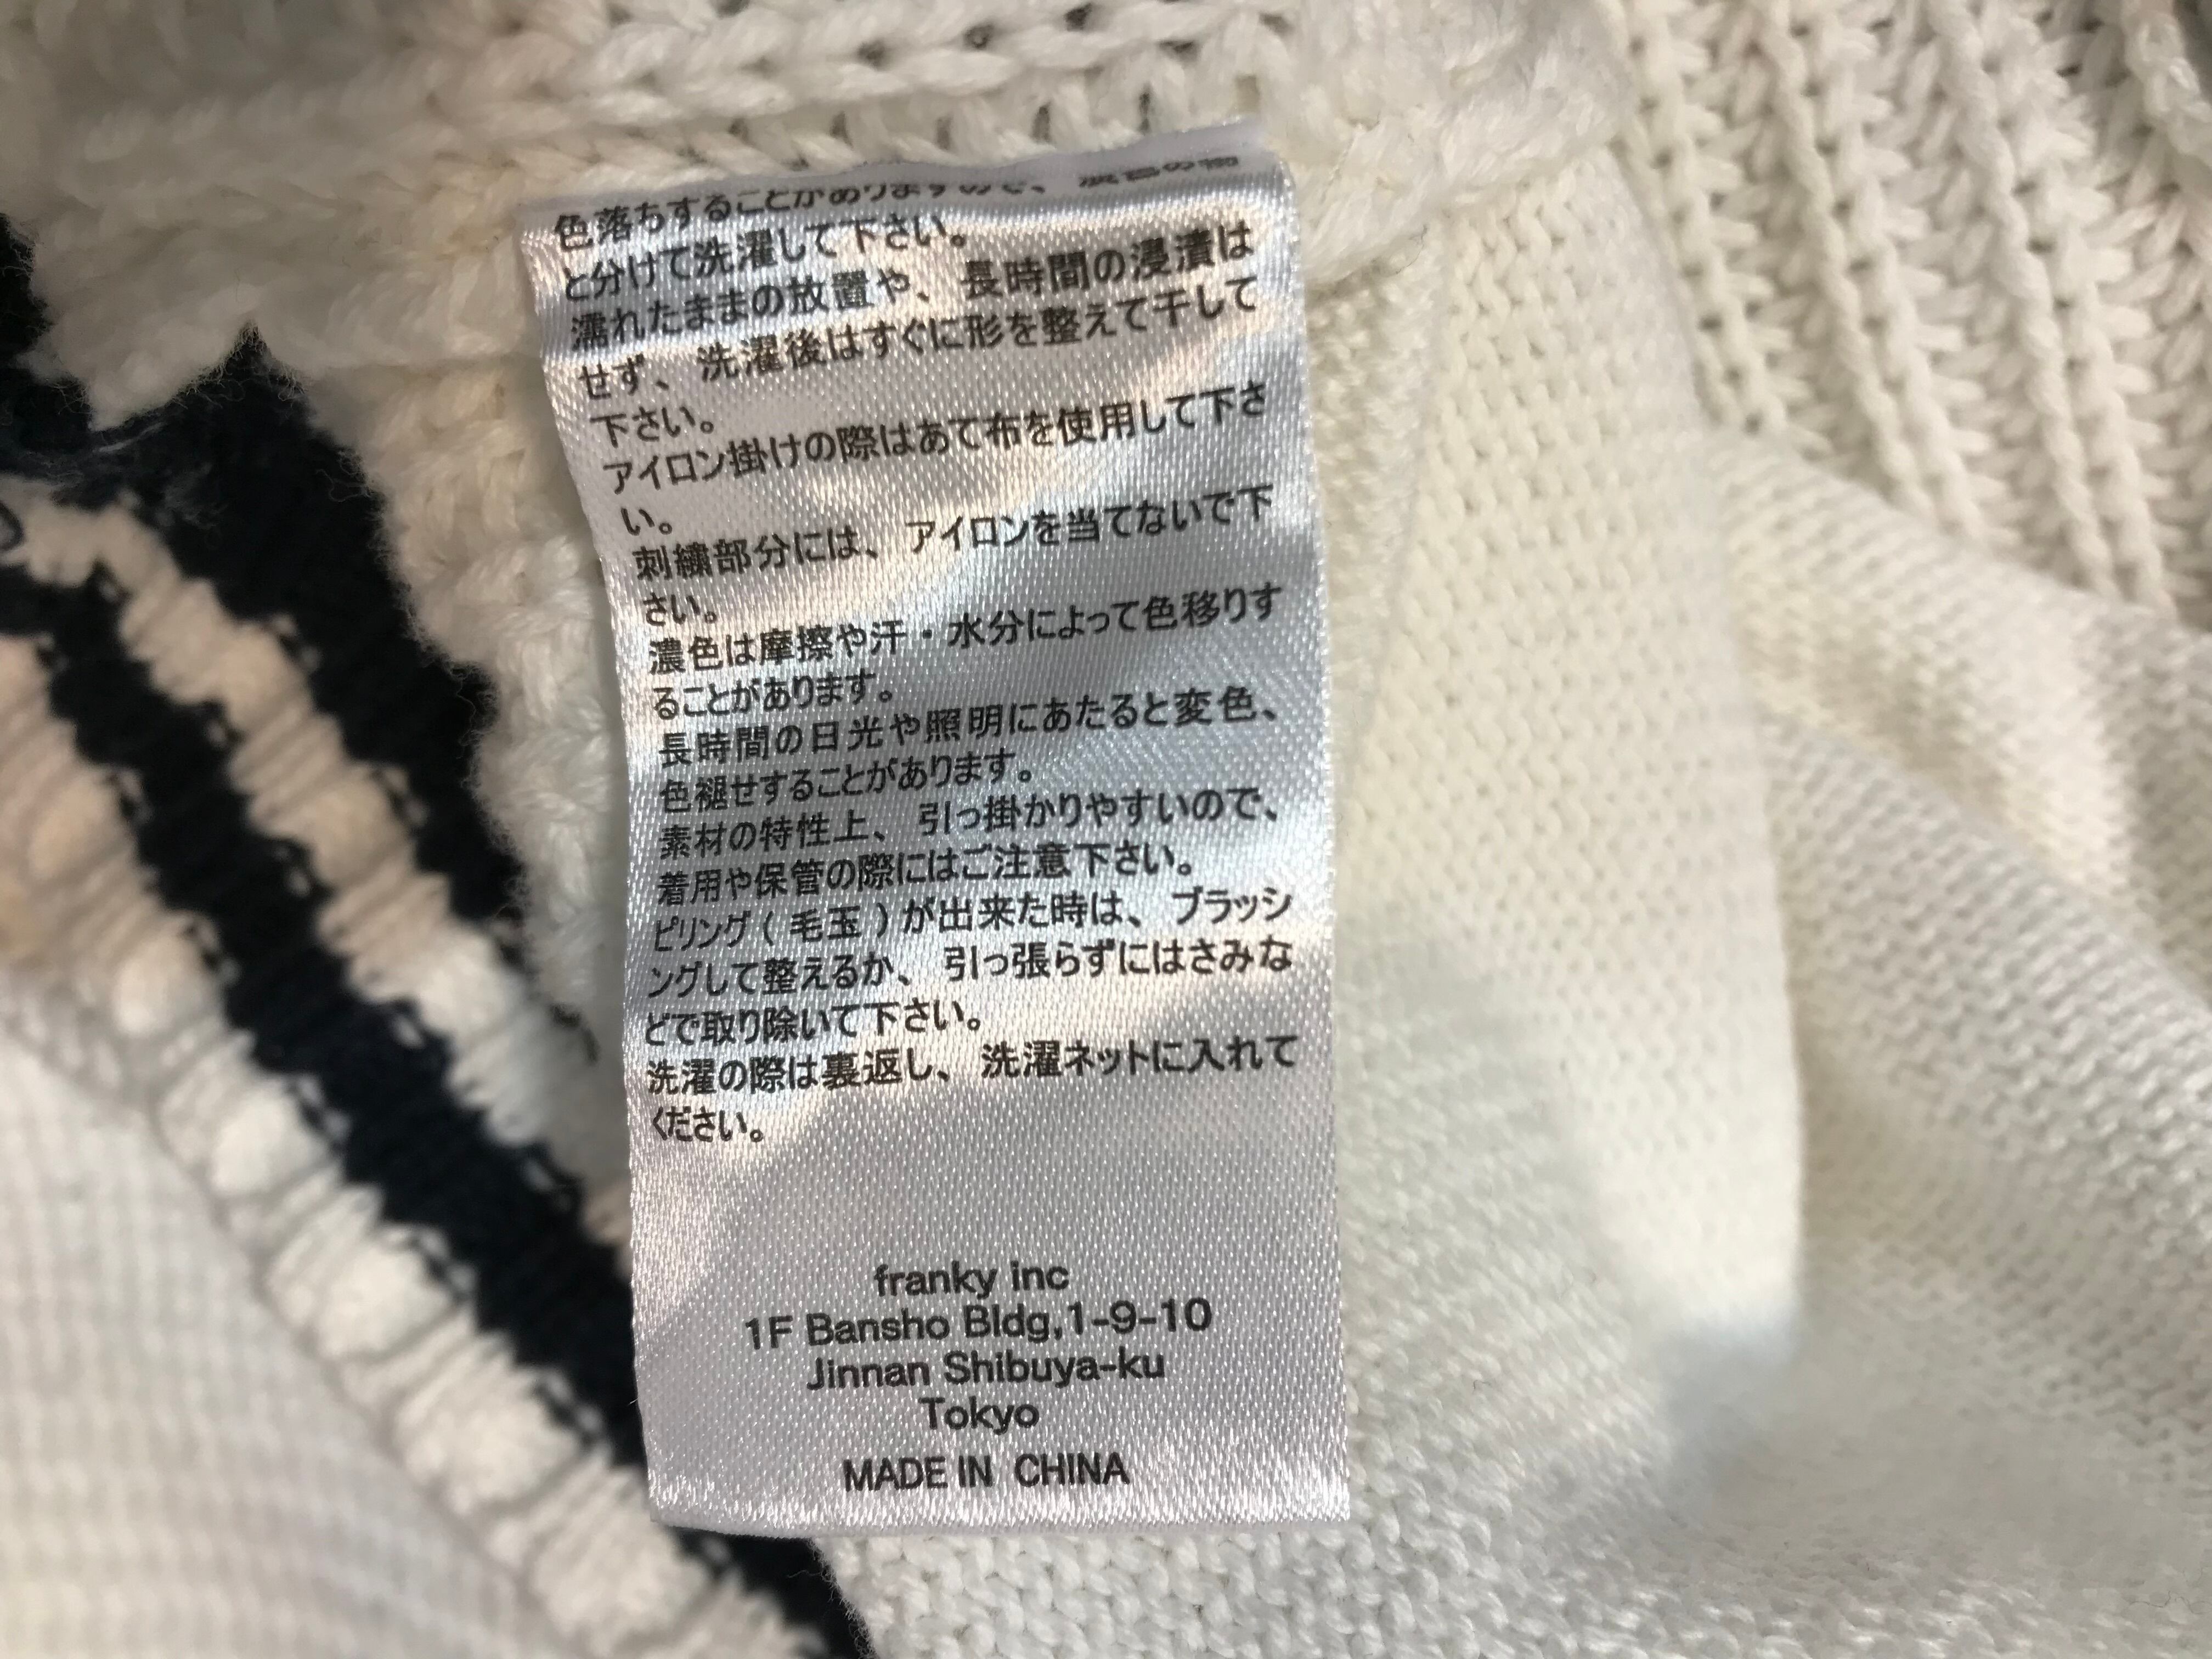 色落ちすることがありますので、淡色の物
と分けて洗濯して下さい。
濡れたままの放置や、長時間の浸漬は
せず、洗濯後はすぐに形を整えて干して
下さい。
アイロン掛けの際はあて布を使用して下さ
い。
刺繍部分には、アイロンを当てないで下
さい。
濃色は摩擦や汗・水分によって色移りす
ることがあります。
長時間の日光や照明にあたると変色、
色褪せすることがあります。
素材の特性上、引っ掛かりやすいので、
着用や保管の際にはご注意下さい。
ピリング(毛玉)が出来た時は、ブラッシ
ングして整えるか、引っ張らずにはさみな
どで取り除いて下さい。
洗濯の際は裏返し、洗濯ネットに入れて
ください。
franky inc
1F Bansho Bldg,1-9-10
Jinnan Shibuya-ku
Tokyo
MADE IN CHINA